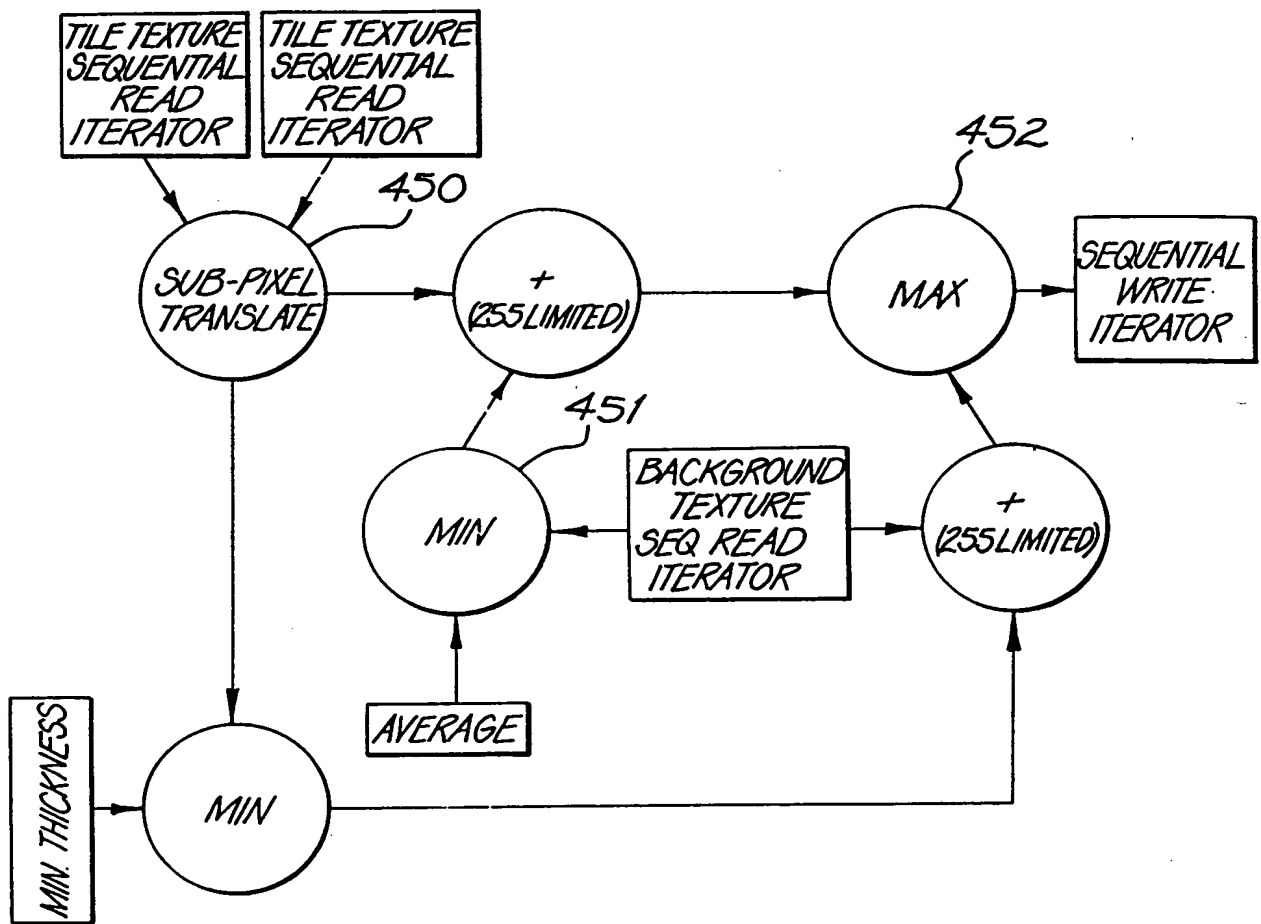 TILE TEXTURE
SEQUENTIAL
READ
ITERATOR
TILE TEXTURE
SEQUENTIAL
READ
ITERATOR
450
452
SUB-PIXEL
TRANSLATE
+
(255 LIMITED)
MAX
SEQUENTIAL
WRITE
ITERATOR
451
MIN
BACKGROUND
TEXTURE
SEQ READ
ITERATOR
+
(255 LIMITED)
AVERAGE
MIN. THICKNESS
MIN